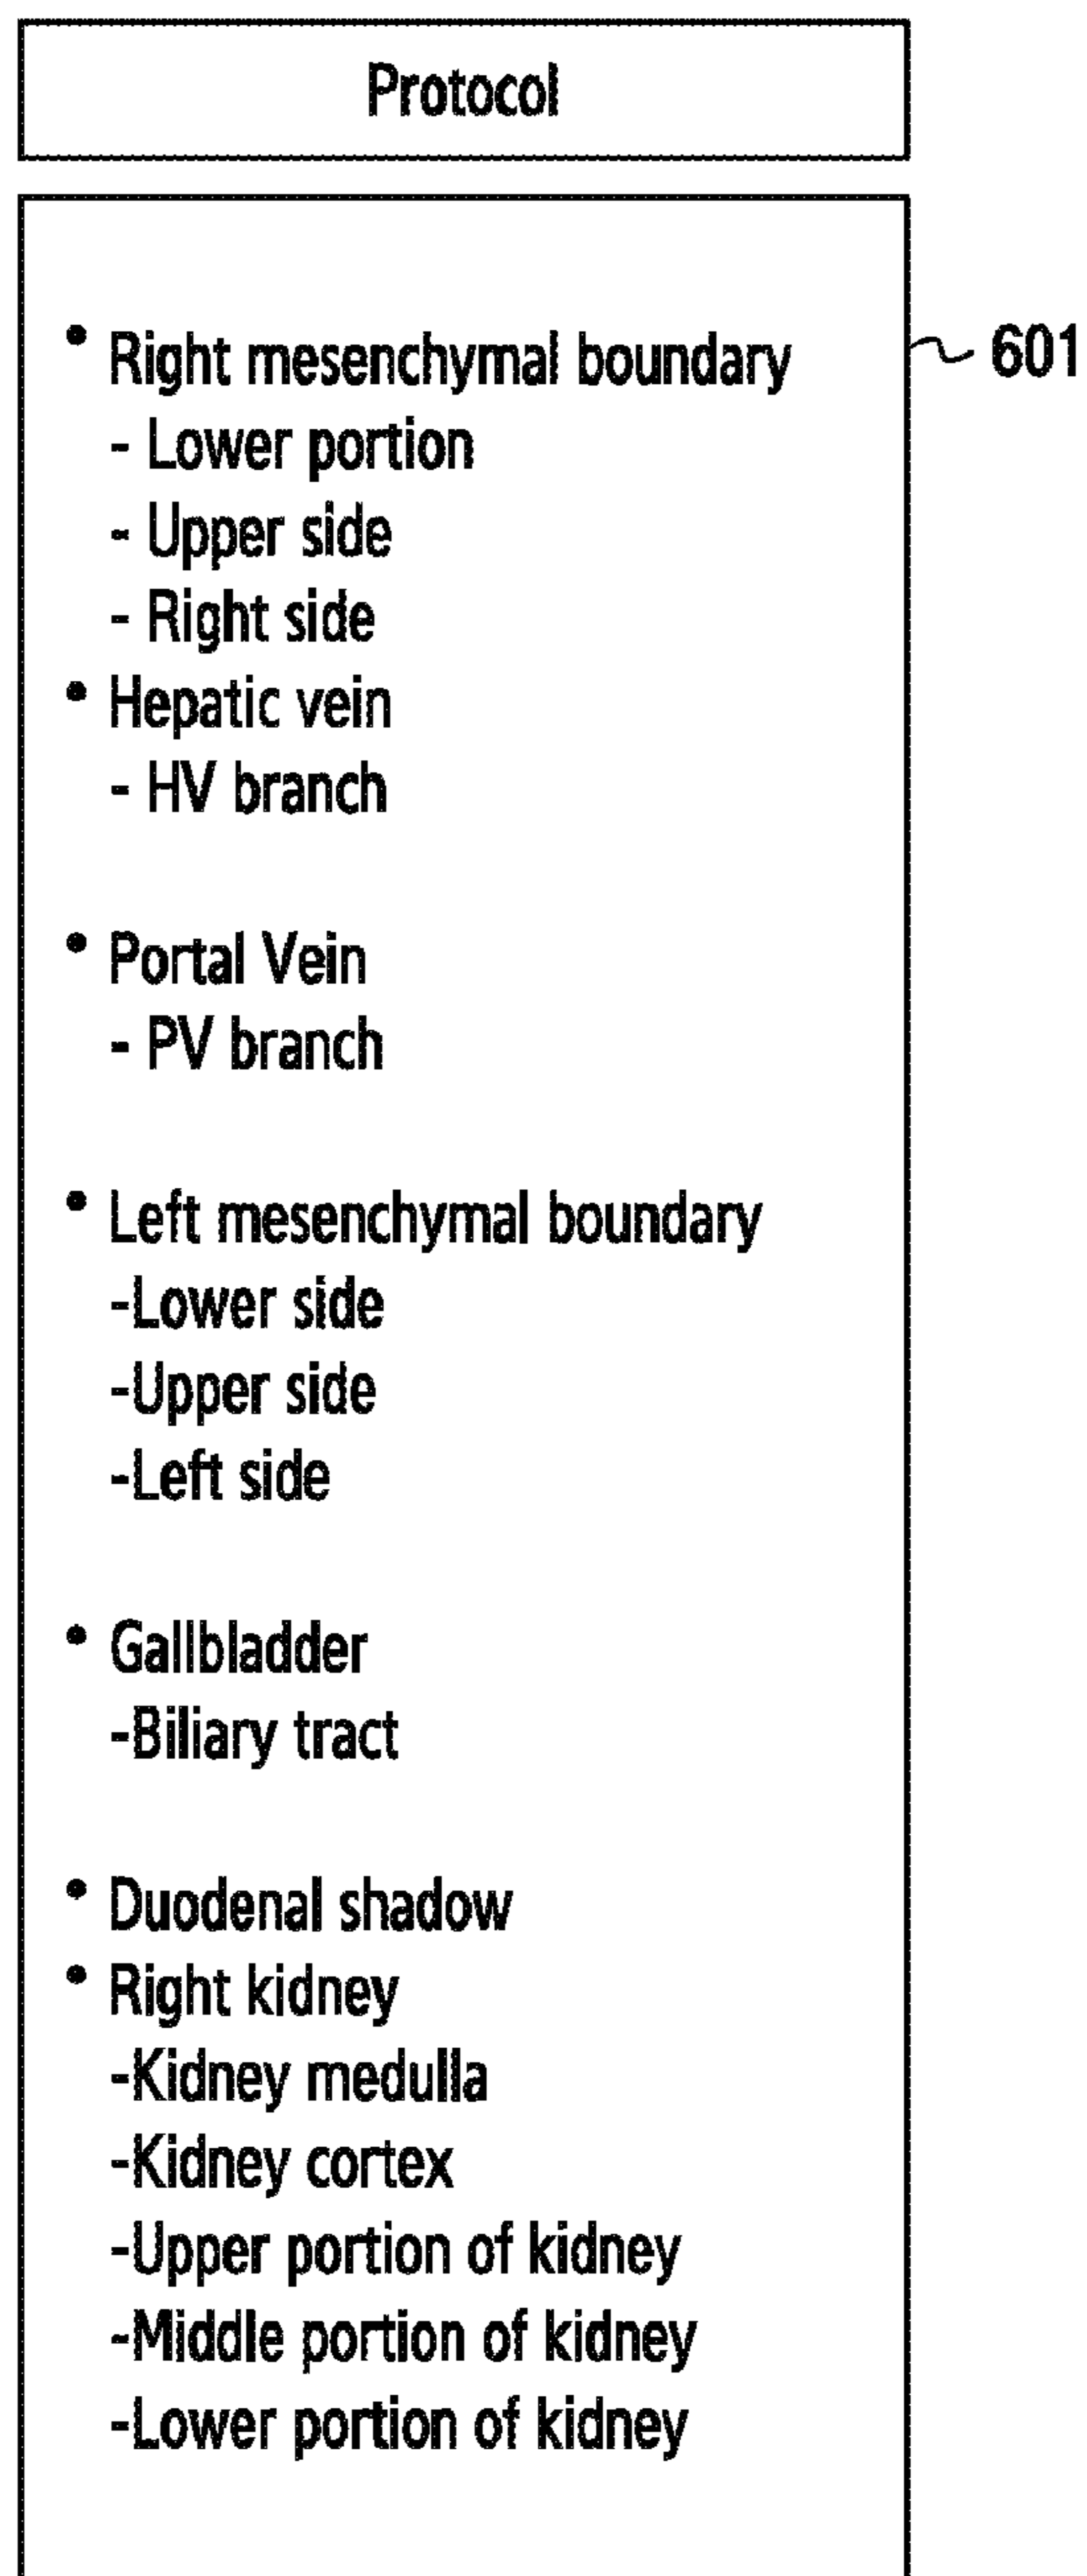 Protocol
• Right mesenchymal boundary
601
- Lower portion
- Upper side
- Right side
• Hepatic vein
- HV branch
• Portal Vein
- PV branch
• Left mesenchymal boundary
-Lower side
-Upper side
-Left side
• Gallbladder
-Biliary tract
• Duodenal shadow
• Right kidney
-Kidney medulla
-Kidney cortex
-Upper portion of kidney
-Middle portion of kidney
-Lower portion of kidney